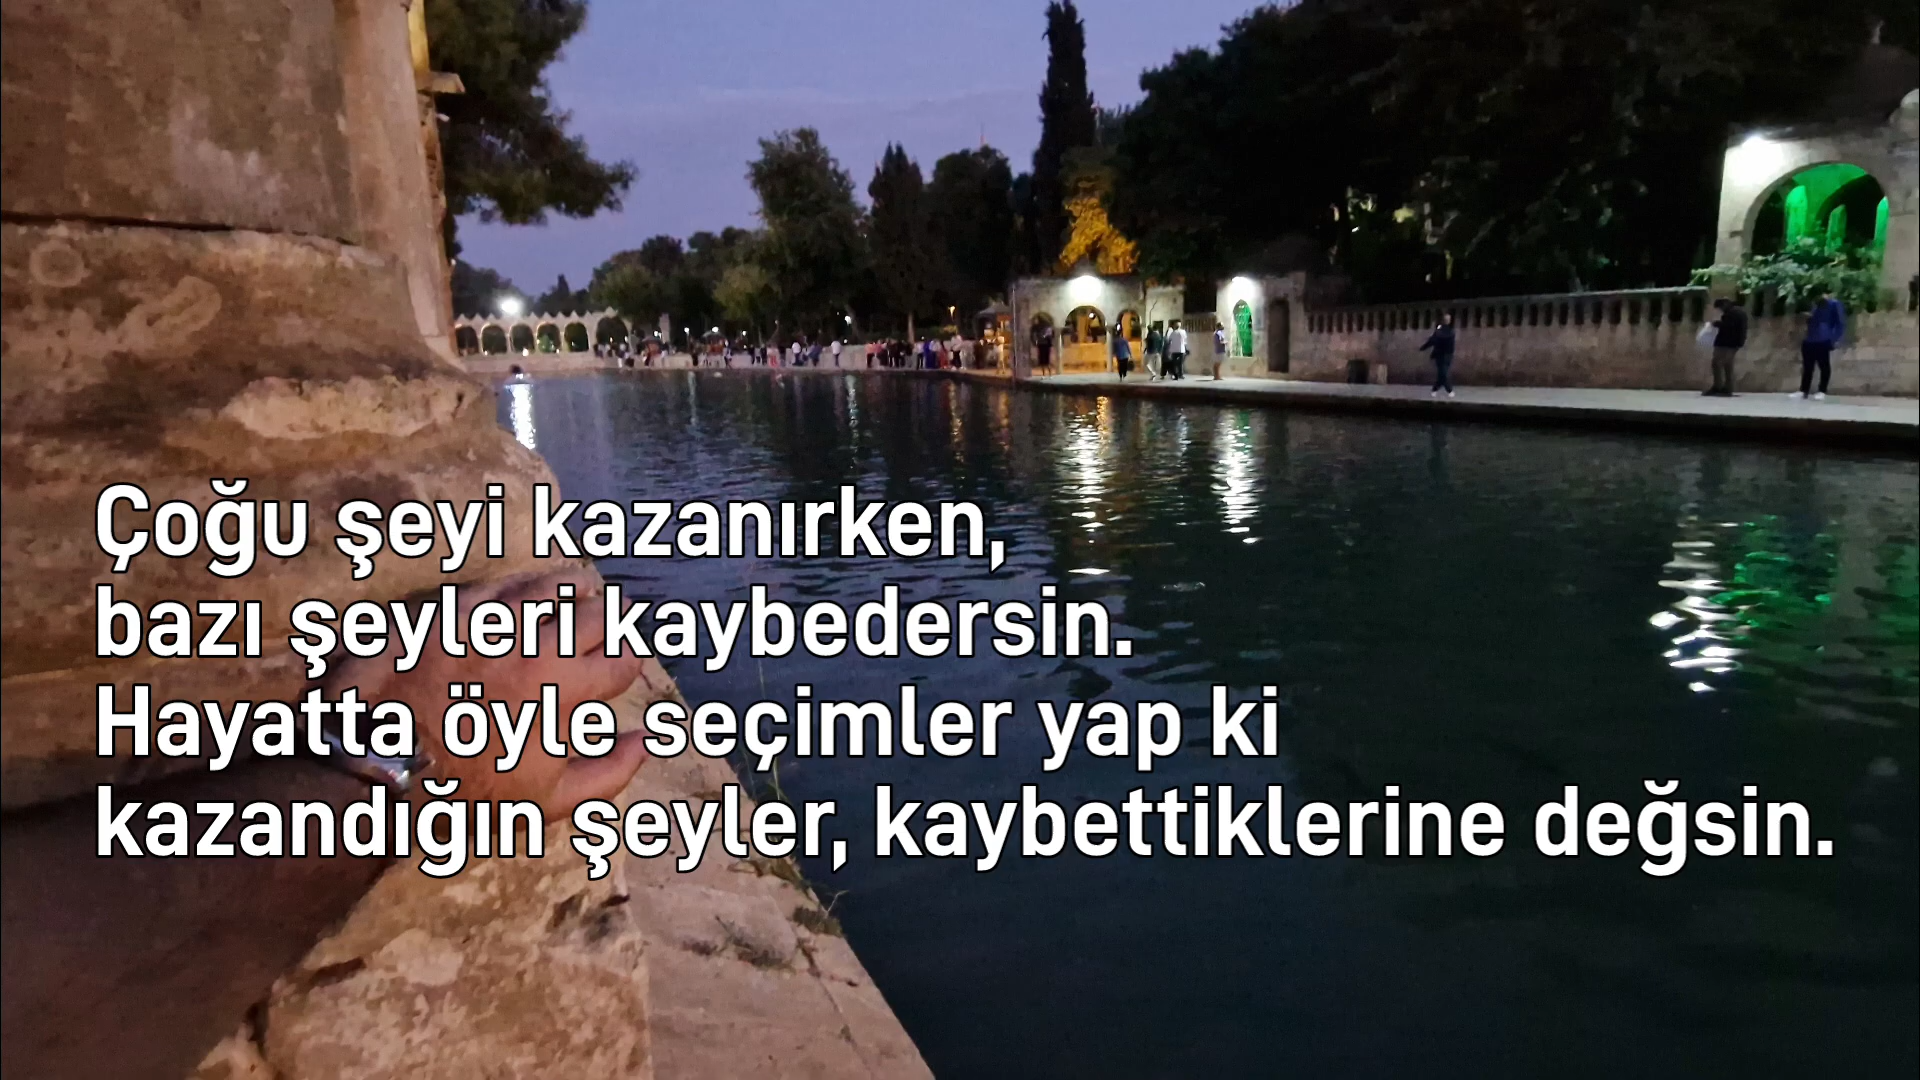 Çoğu şeyi kazanırken,
bazı şeyleri kaybedersin.
Hayatta öyle seçimler yap ki
kazandığın şeyler, kaybettiklerine değsin.